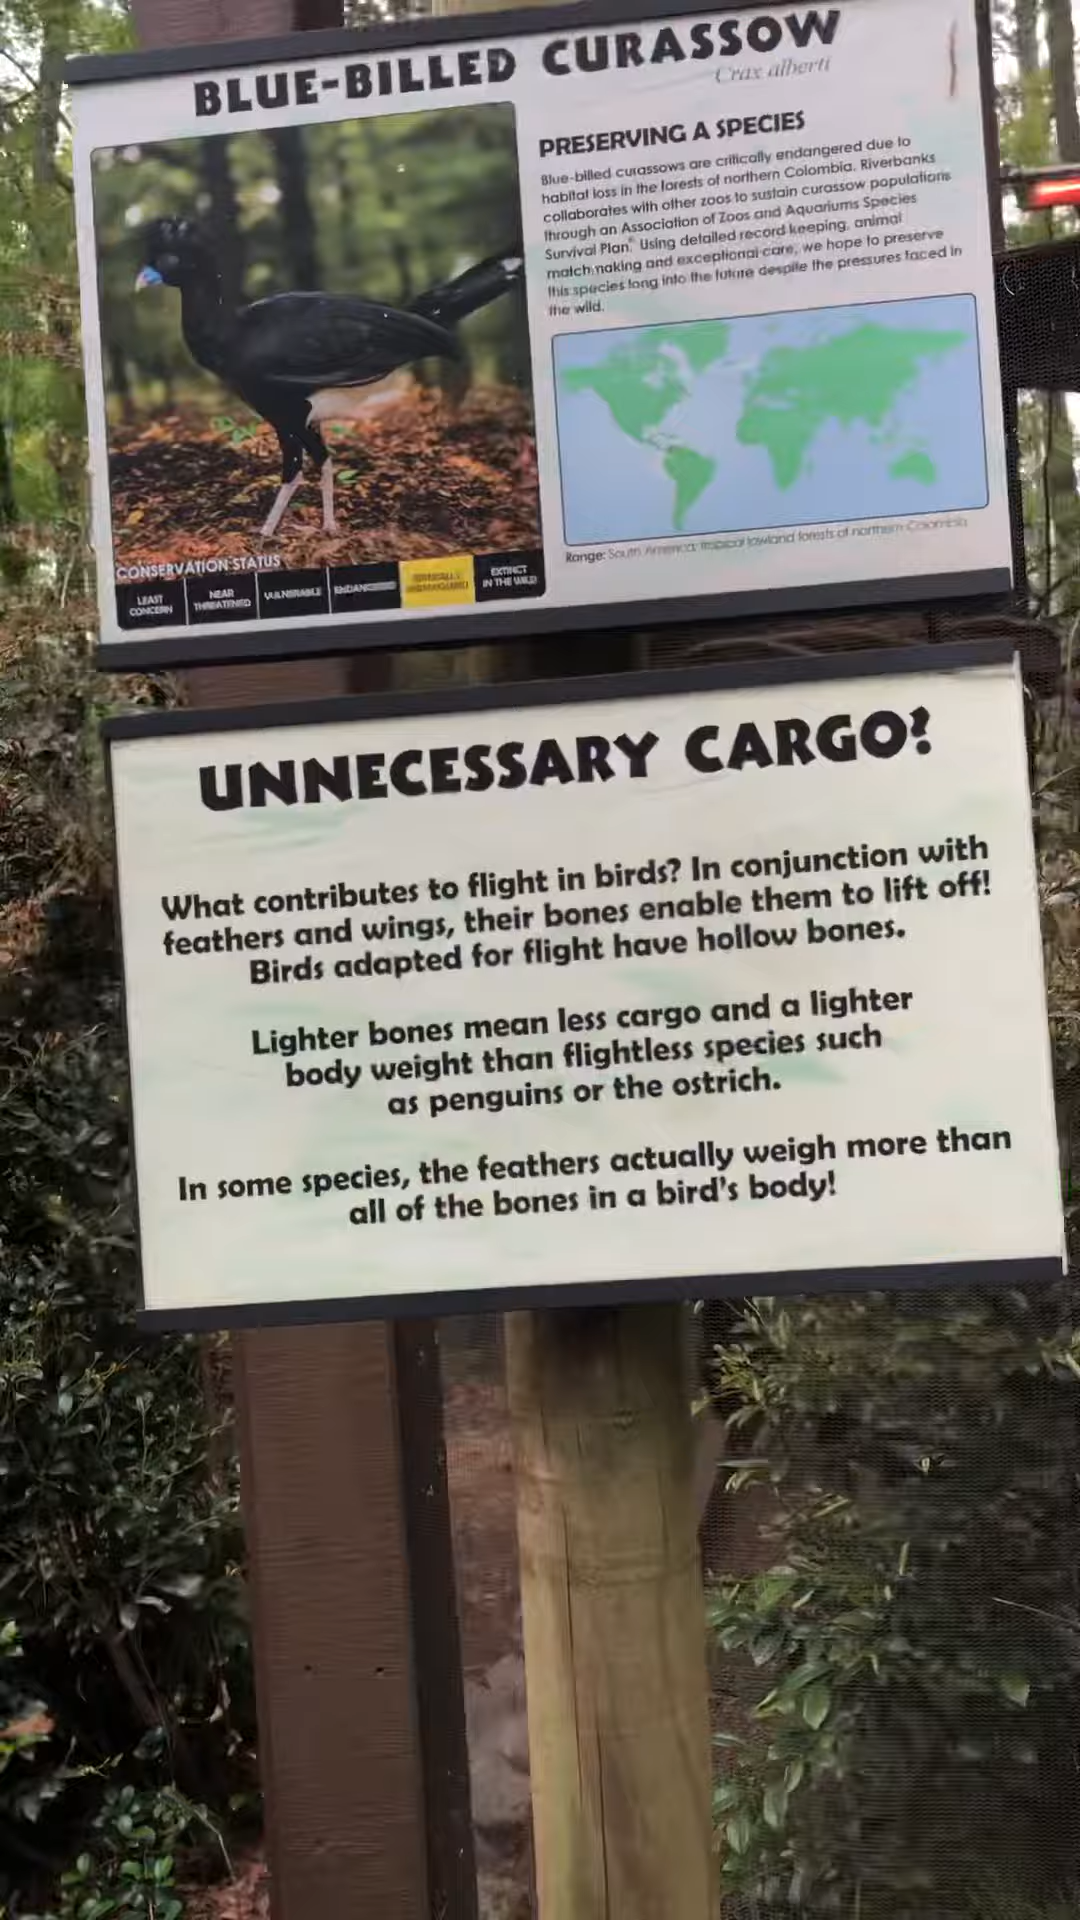 BLUE-BILLED CURASSOW
Crax alberti
PRESERVING A SPECIES
Blue-billed curassows are critically endangered due to
habitat loss in the forests of northern Colombia. Riverbanks
collaborates with other zoos to sustain curassow populations
through an Association of Zoos and Aquariums Species
Survival Plan.® Using detailed record keeping, animal
matchmaking and exceptional care, we hope to preserve
this species long into the future despite the pressures faced in
the wild.
Range: South America: tropical lowland forests of northern Colombia
CONSERVATION STATUS
LEAST
CONCERN
NEAR
THREATENED
VULNERABLE
ENDANGERED
CRITICALLY
ENDANGERED
EXTINCT
IN THE WILD
UNNECESSARY CARGO?
What contributes to flight in birds? In conjunction with
feathers and wings, their bones enable them to lift off!
Birds adapted for flight have hollow bones.
Lighter bones mean less cargo and a lighter
body weight than flightless species such
as penguins or the ostrich.
In some species, the feathers actually weigh more than
all of the bones in a bird's body!